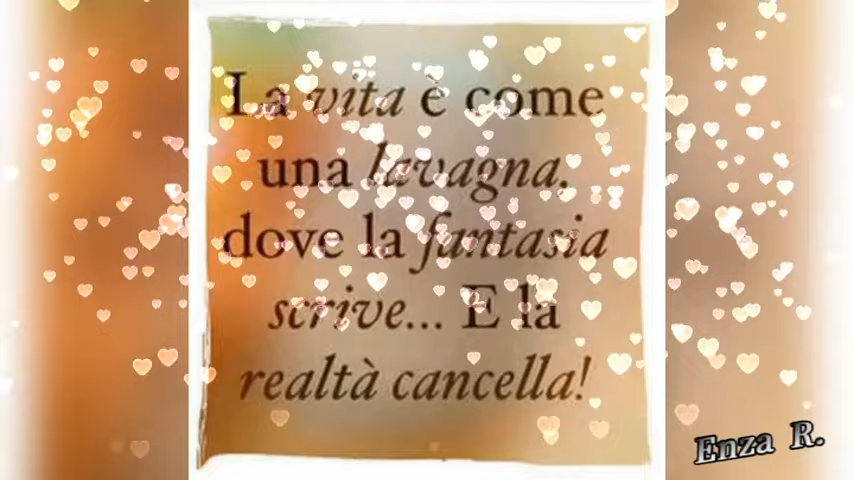 La vita è come
una lavagna,
dove la fantasia
scrive... E la
realtà cancella!
Enza R.